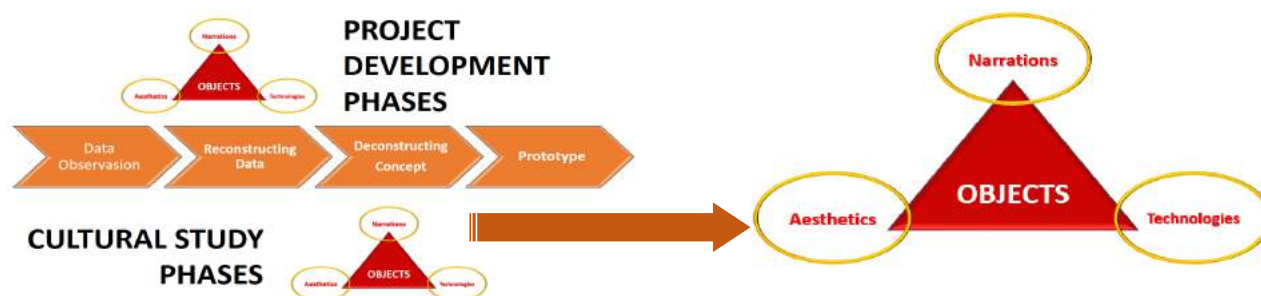 Narrations
OBJECTS
Aesthetics
Technologies
PROJECT
DEVELOPMENT
PHASES
Data
Observasion
Reconstructing
Data
Deconstructing
Concept
Prototype
CULTURAL STUDY
PHASES
Narrations
OBJECTS
Aesthetics
Technologies
Narrations
OBJECTS
Aesthetics
Technologies